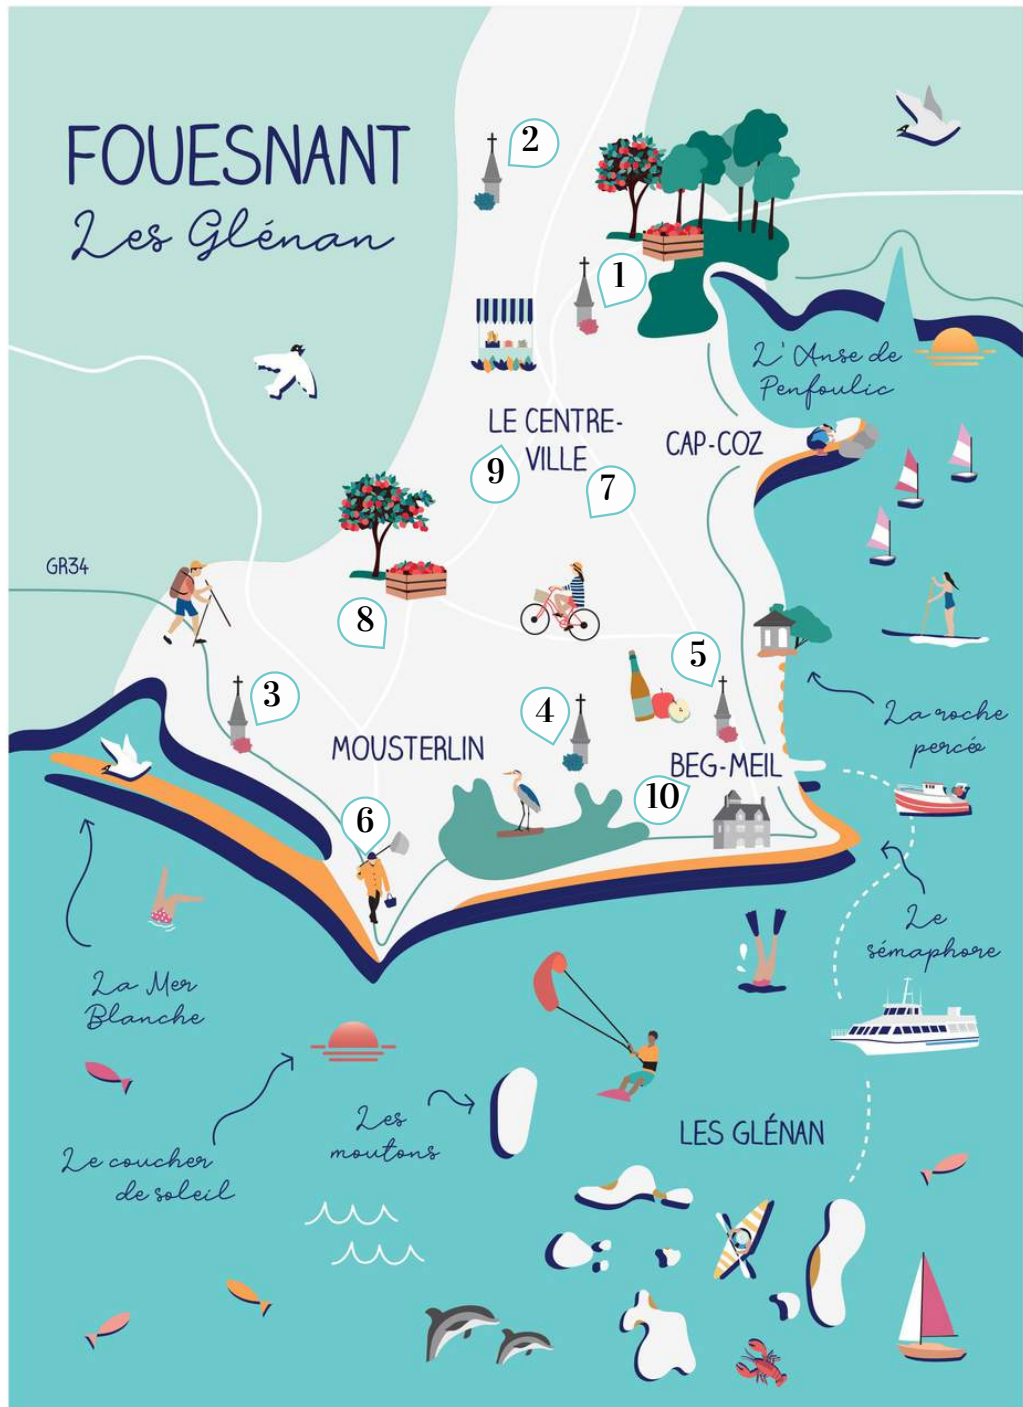 FOUESNANT
Les Glénan
2
1
L'Anse de
Penfoulic
LE CENTRE-
VILLE
CAP-COZ
9
7
GR34
8
5
3
4
La roche
percée
MOUSTERLIN
BEG-MEIL
10
6
Le
sémaphore
La Mer
Blanche
Les
moutons
LES GLÉNAN
Le coucher
de soleil